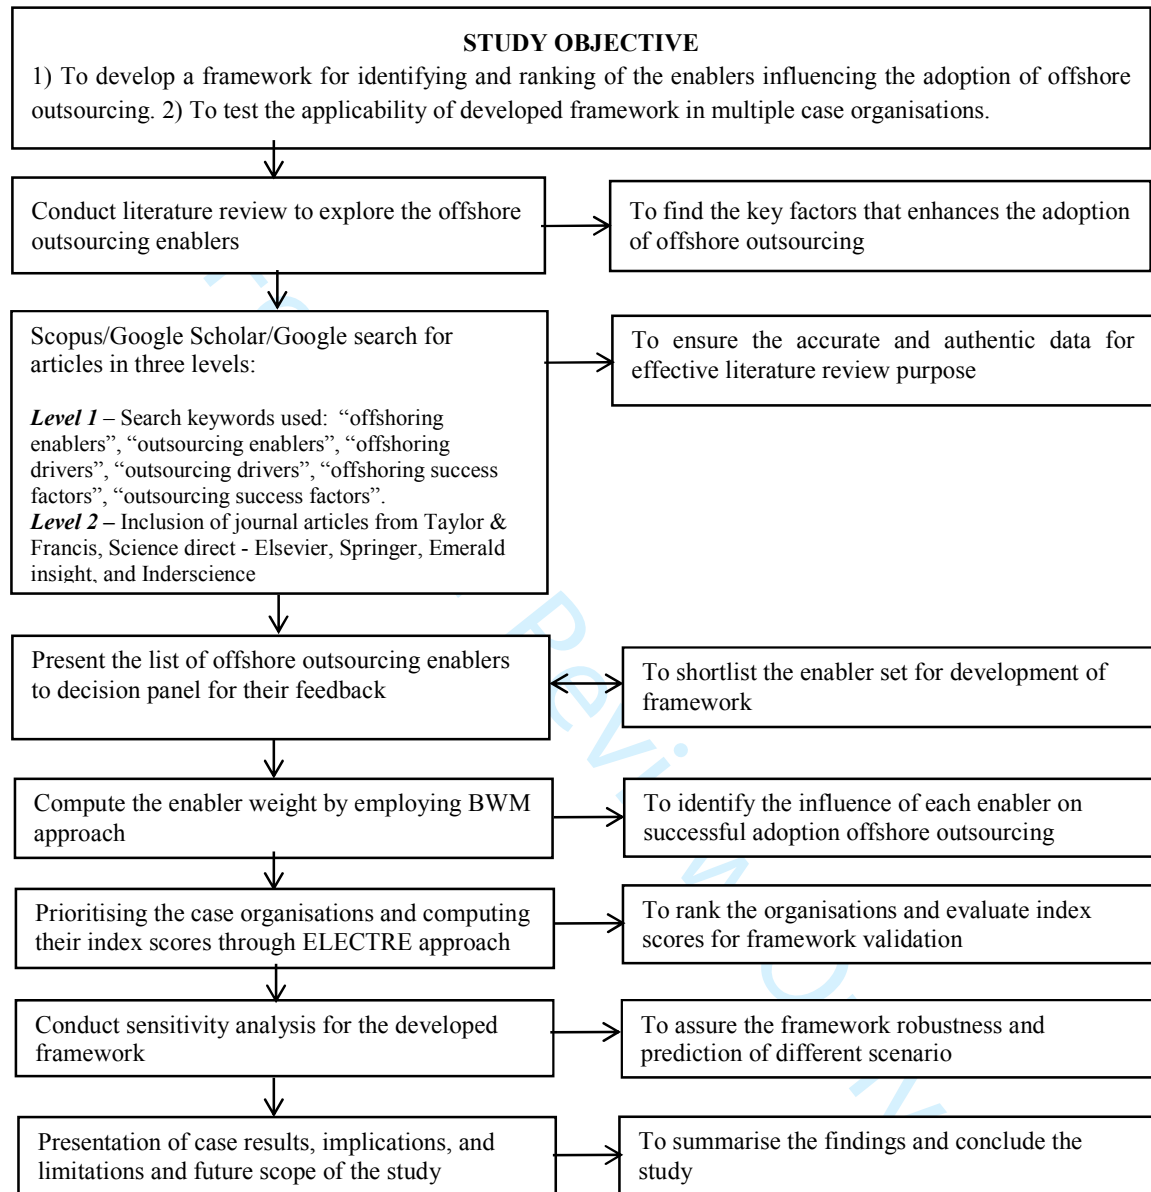 STUDY OBJECTIVE
1) To develop a framework for identifying and ranking of the enablers influencing the adoption of offshore
outsourcing. 2) To test the applicability of developed framework in multiple case organisations.
Conduct literature review to explore the offshore
outsourcing enablers
To find the key factors that enhances the adoption
of offshore outsourcing
Scopus/Google Scholar/Google search for
articles in three levels:
Level 1 – Search keywords used: “offshoring
enablers”, “outsourcing enablers”, “offshoring
drivers”, “outsourcing drivers”, “offshoring success
factors”, “outsourcing success factors”.
Level 2 – Inclusion of journal articles from Taylor &
Francis, Science direct - Elsevier, Springer, Emerald
insight, and Inderscience
To ensure the accurate and authentic data for
effective literature review purpose
Present the list of offshore outsourcing enablers
to decision panel for their feedback
To shortlist the enabler set for development of
framework
Compute the enabler weight by employing BWM
approach
To identify the influence of each enabler on
successful adoption offshore outsourcing
Prioritising the case organisations and computing
their index scores through ELECTRE approach
To rank the organisations and evaluate index
scores for framework validation
Conduct sensitivity analysis for the developed
framework
To assure the framework robustness and
prediction of different scenario
Presentation of case results, implications, and
limitations and future scope of the study
To summarise the findings and conclude the
study